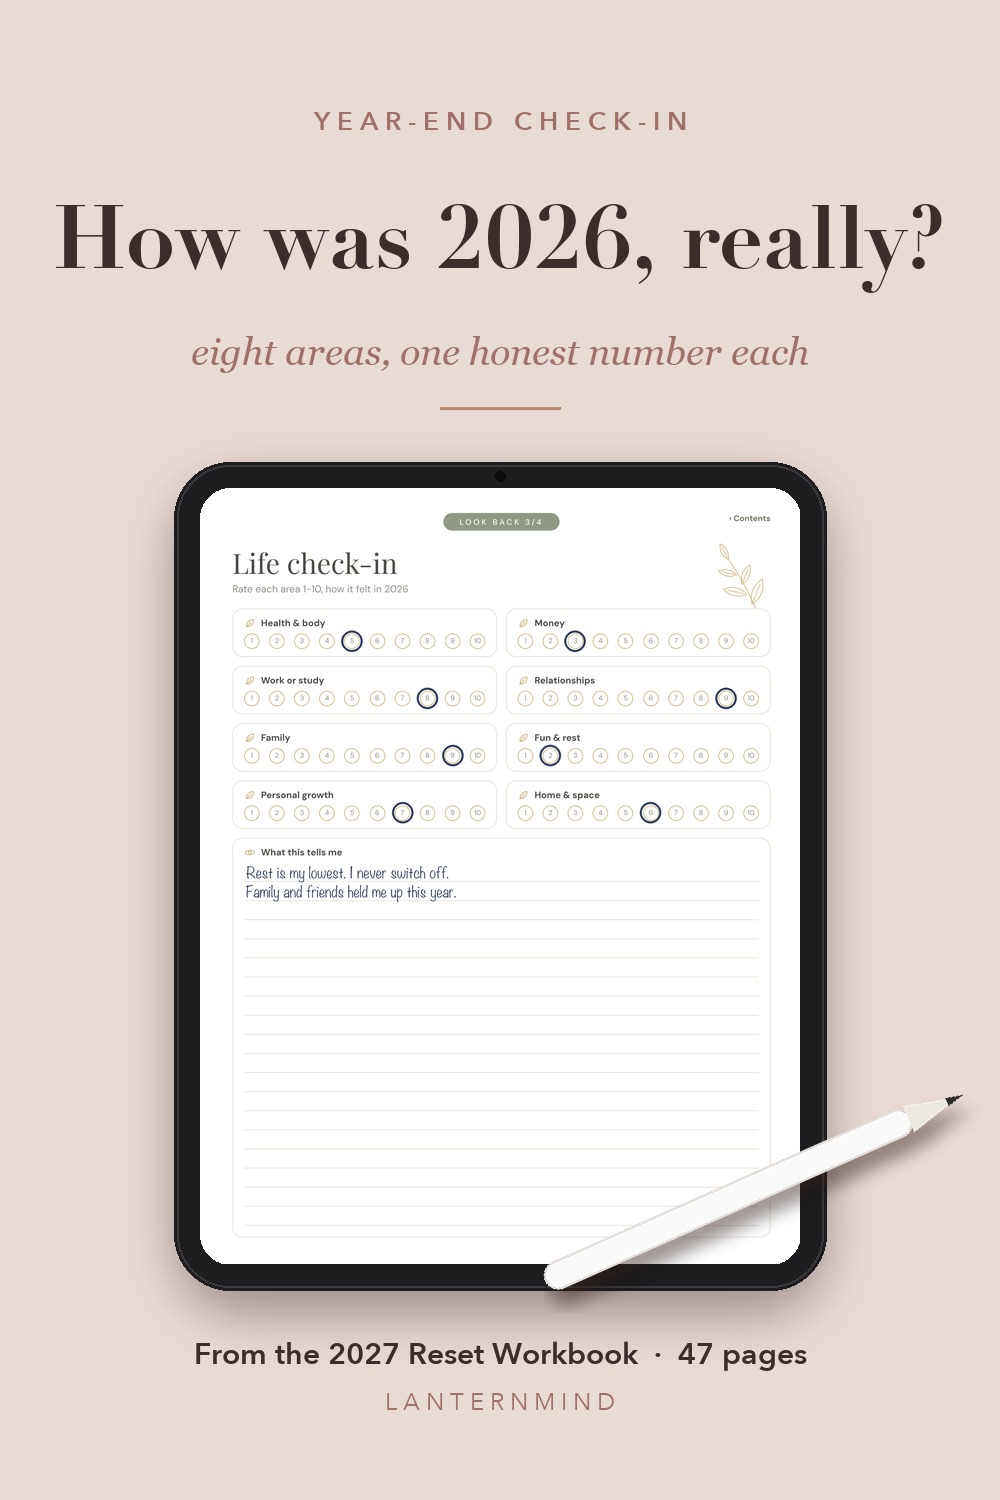 YEAR-END CHECK-IN
How was 2026, really?
eight areas, one honest number each
LOOK BACK 3/4
‹ Contents
Life check-in
Rate each area 1-10, how it felt in 2026
Health & body
1 2 3 4 5 6 7 8 9 10
Money
1 2 3 4 5 6 7 8 9 10
Work or study
1 2 3 4 5 6 7 8 9 10
Relationships
1 2 3 4 5 6 7 8 9 10
Family
1 2 3 4 5 6 7 8 9 10
Fun & rest
1 2 3 4 5 6 7 8 9 10
Personal growth
1 2 3 4 5 6 7 8 9 10
Home & space
1 2 3 4 5 6 7 8 9 10
What this tells me
Rest is my lowest. I never switch off.
Family and friends held me up this year.
From the 2027 Reset Workbook · 47 pages
LANTERNMIND